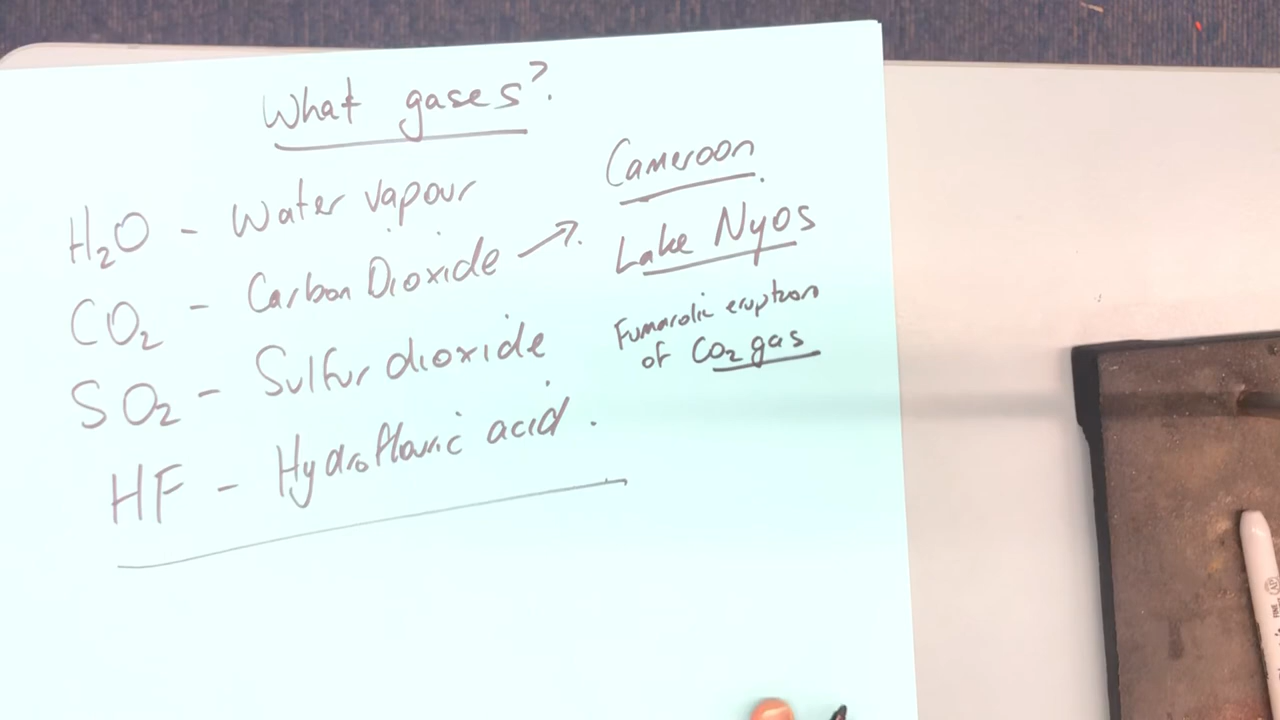 What gases?
H₂O - Water vapour
CO₂ - Carbon Dioxide →
SO₂ - Sulfur dioxide
HF - Hydroflouric acid.
Cameroon
Lake Nyos
Fumarolic eruption
of CO₂ gas